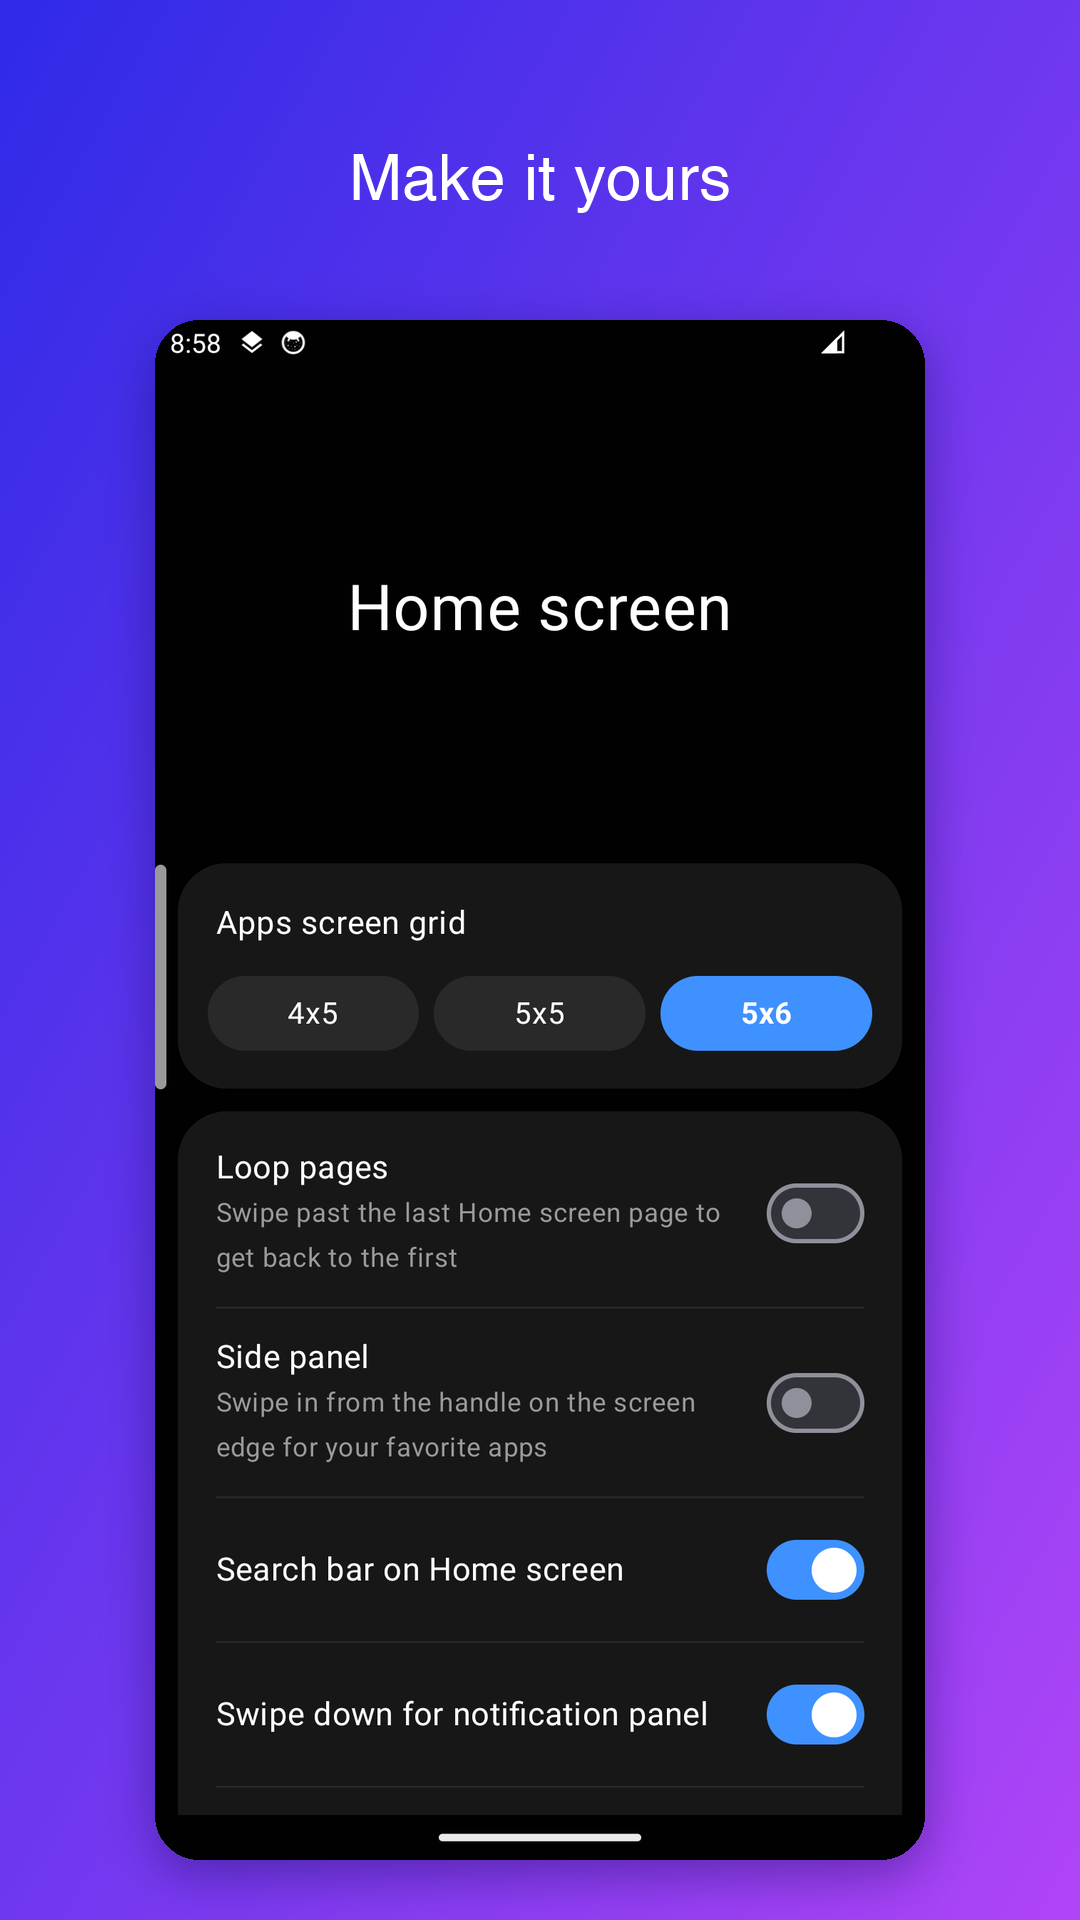 Make it yours
8:58
Home screen
Apps screen grid
4x5 5x5 5x6
Loop pages
Swipe past the last Home screen page to
get back to the first
Side panel
Swipe in from the handle on the screen
edge for your favorite apps
Search bar on Home screen
Swipe down for notification panel